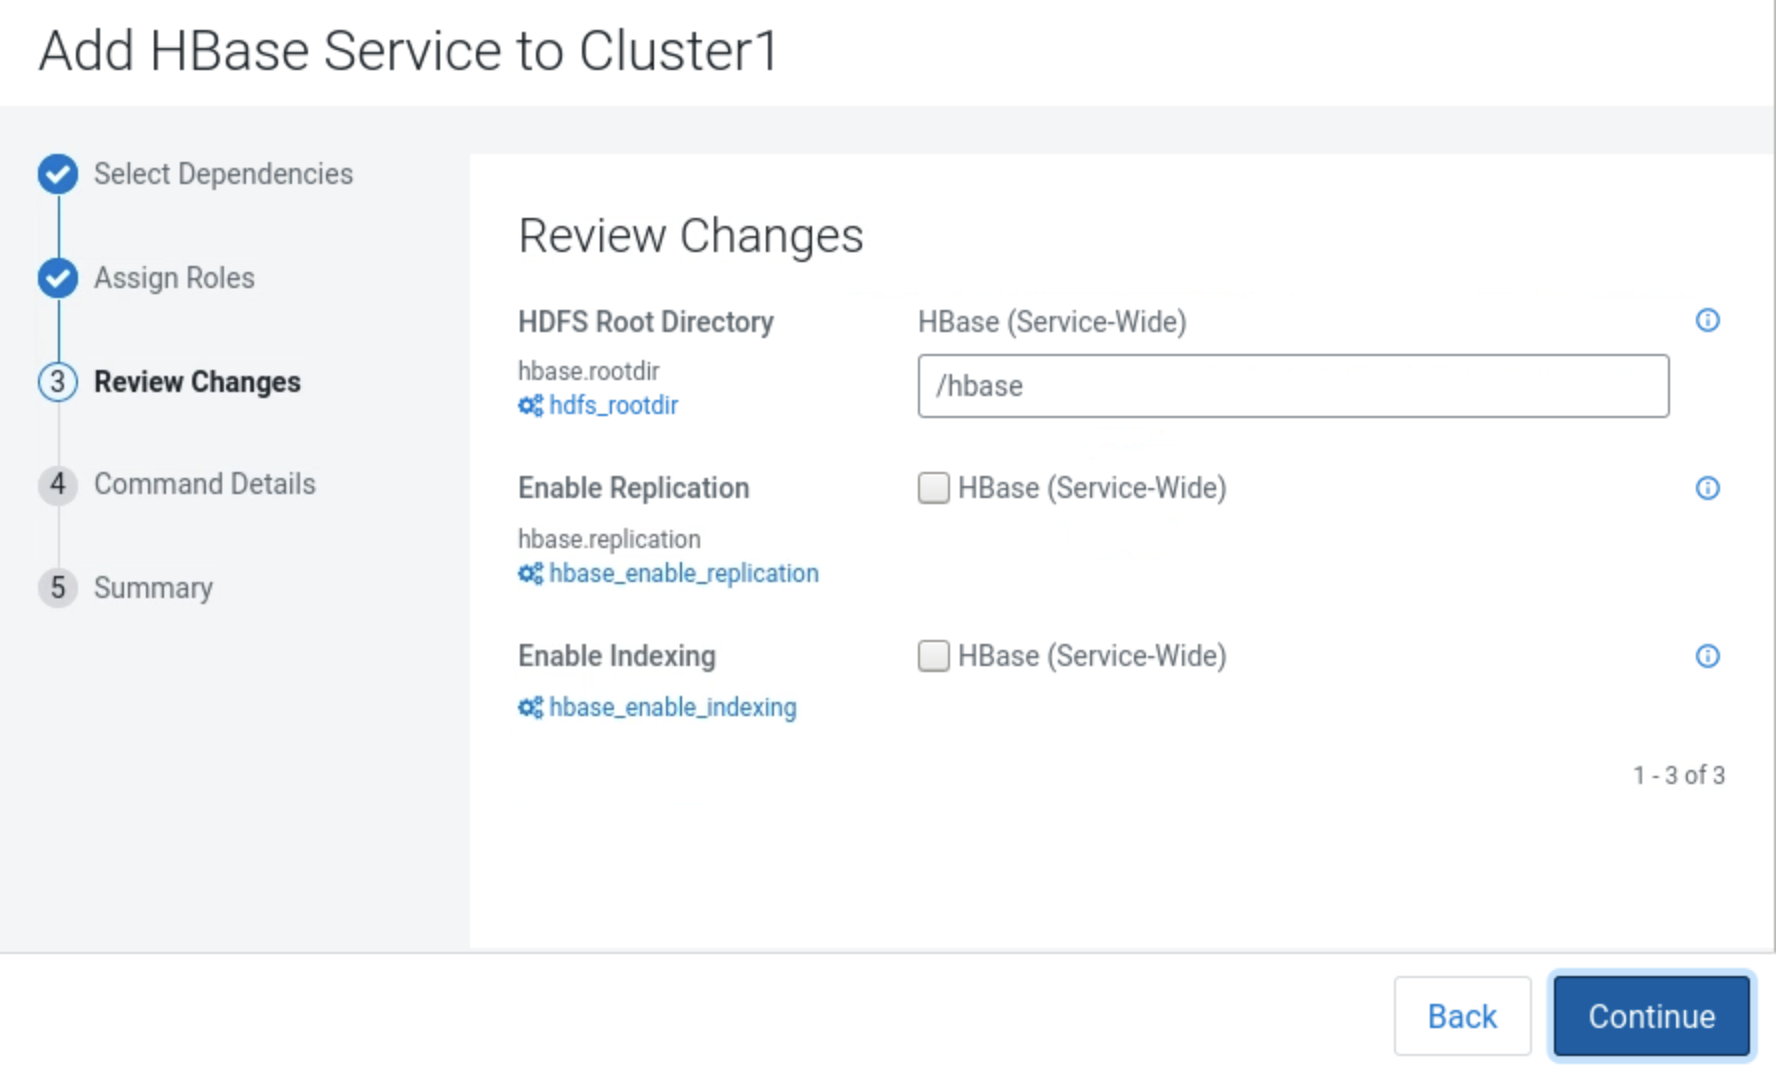 Add HBase Service to Cluster1
Select Dependencies
Assign Roles
3 Review Changes
4 Command Details
5 Summary
Review Changes
HDFS Root Directory
hbase.rootdir
hdfs_rootdir
HBase (Service-Wide)
/hbase
Enable Replication
hbase.replication
hbase_enable_replication
HBase (Service-Wide)
Enable Indexing
hbase_enable_indexing
HBase (Service-Wide)
1 - 3 of 3
Back
Continue